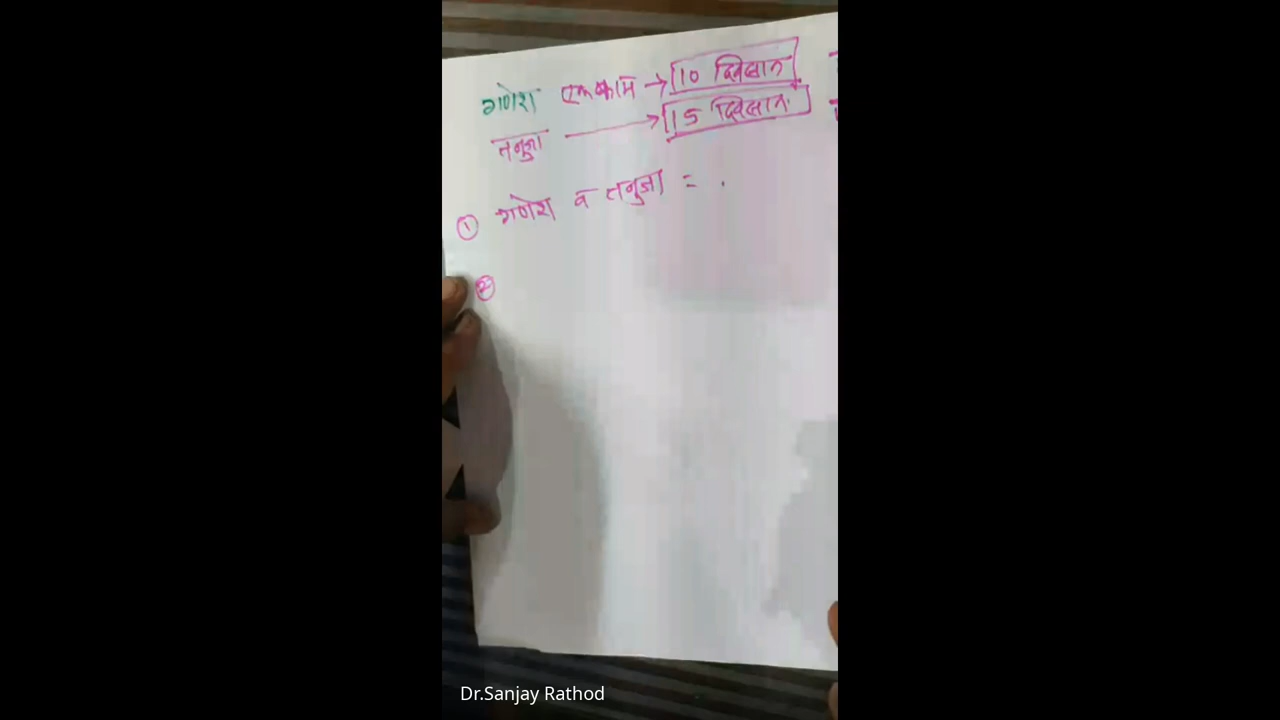 गणेश एक काम → 10 दिवसात
तनुजा → 15 दिवसात
① गणेश व तनुजा = .
②
Dr.Sanjay Rathod